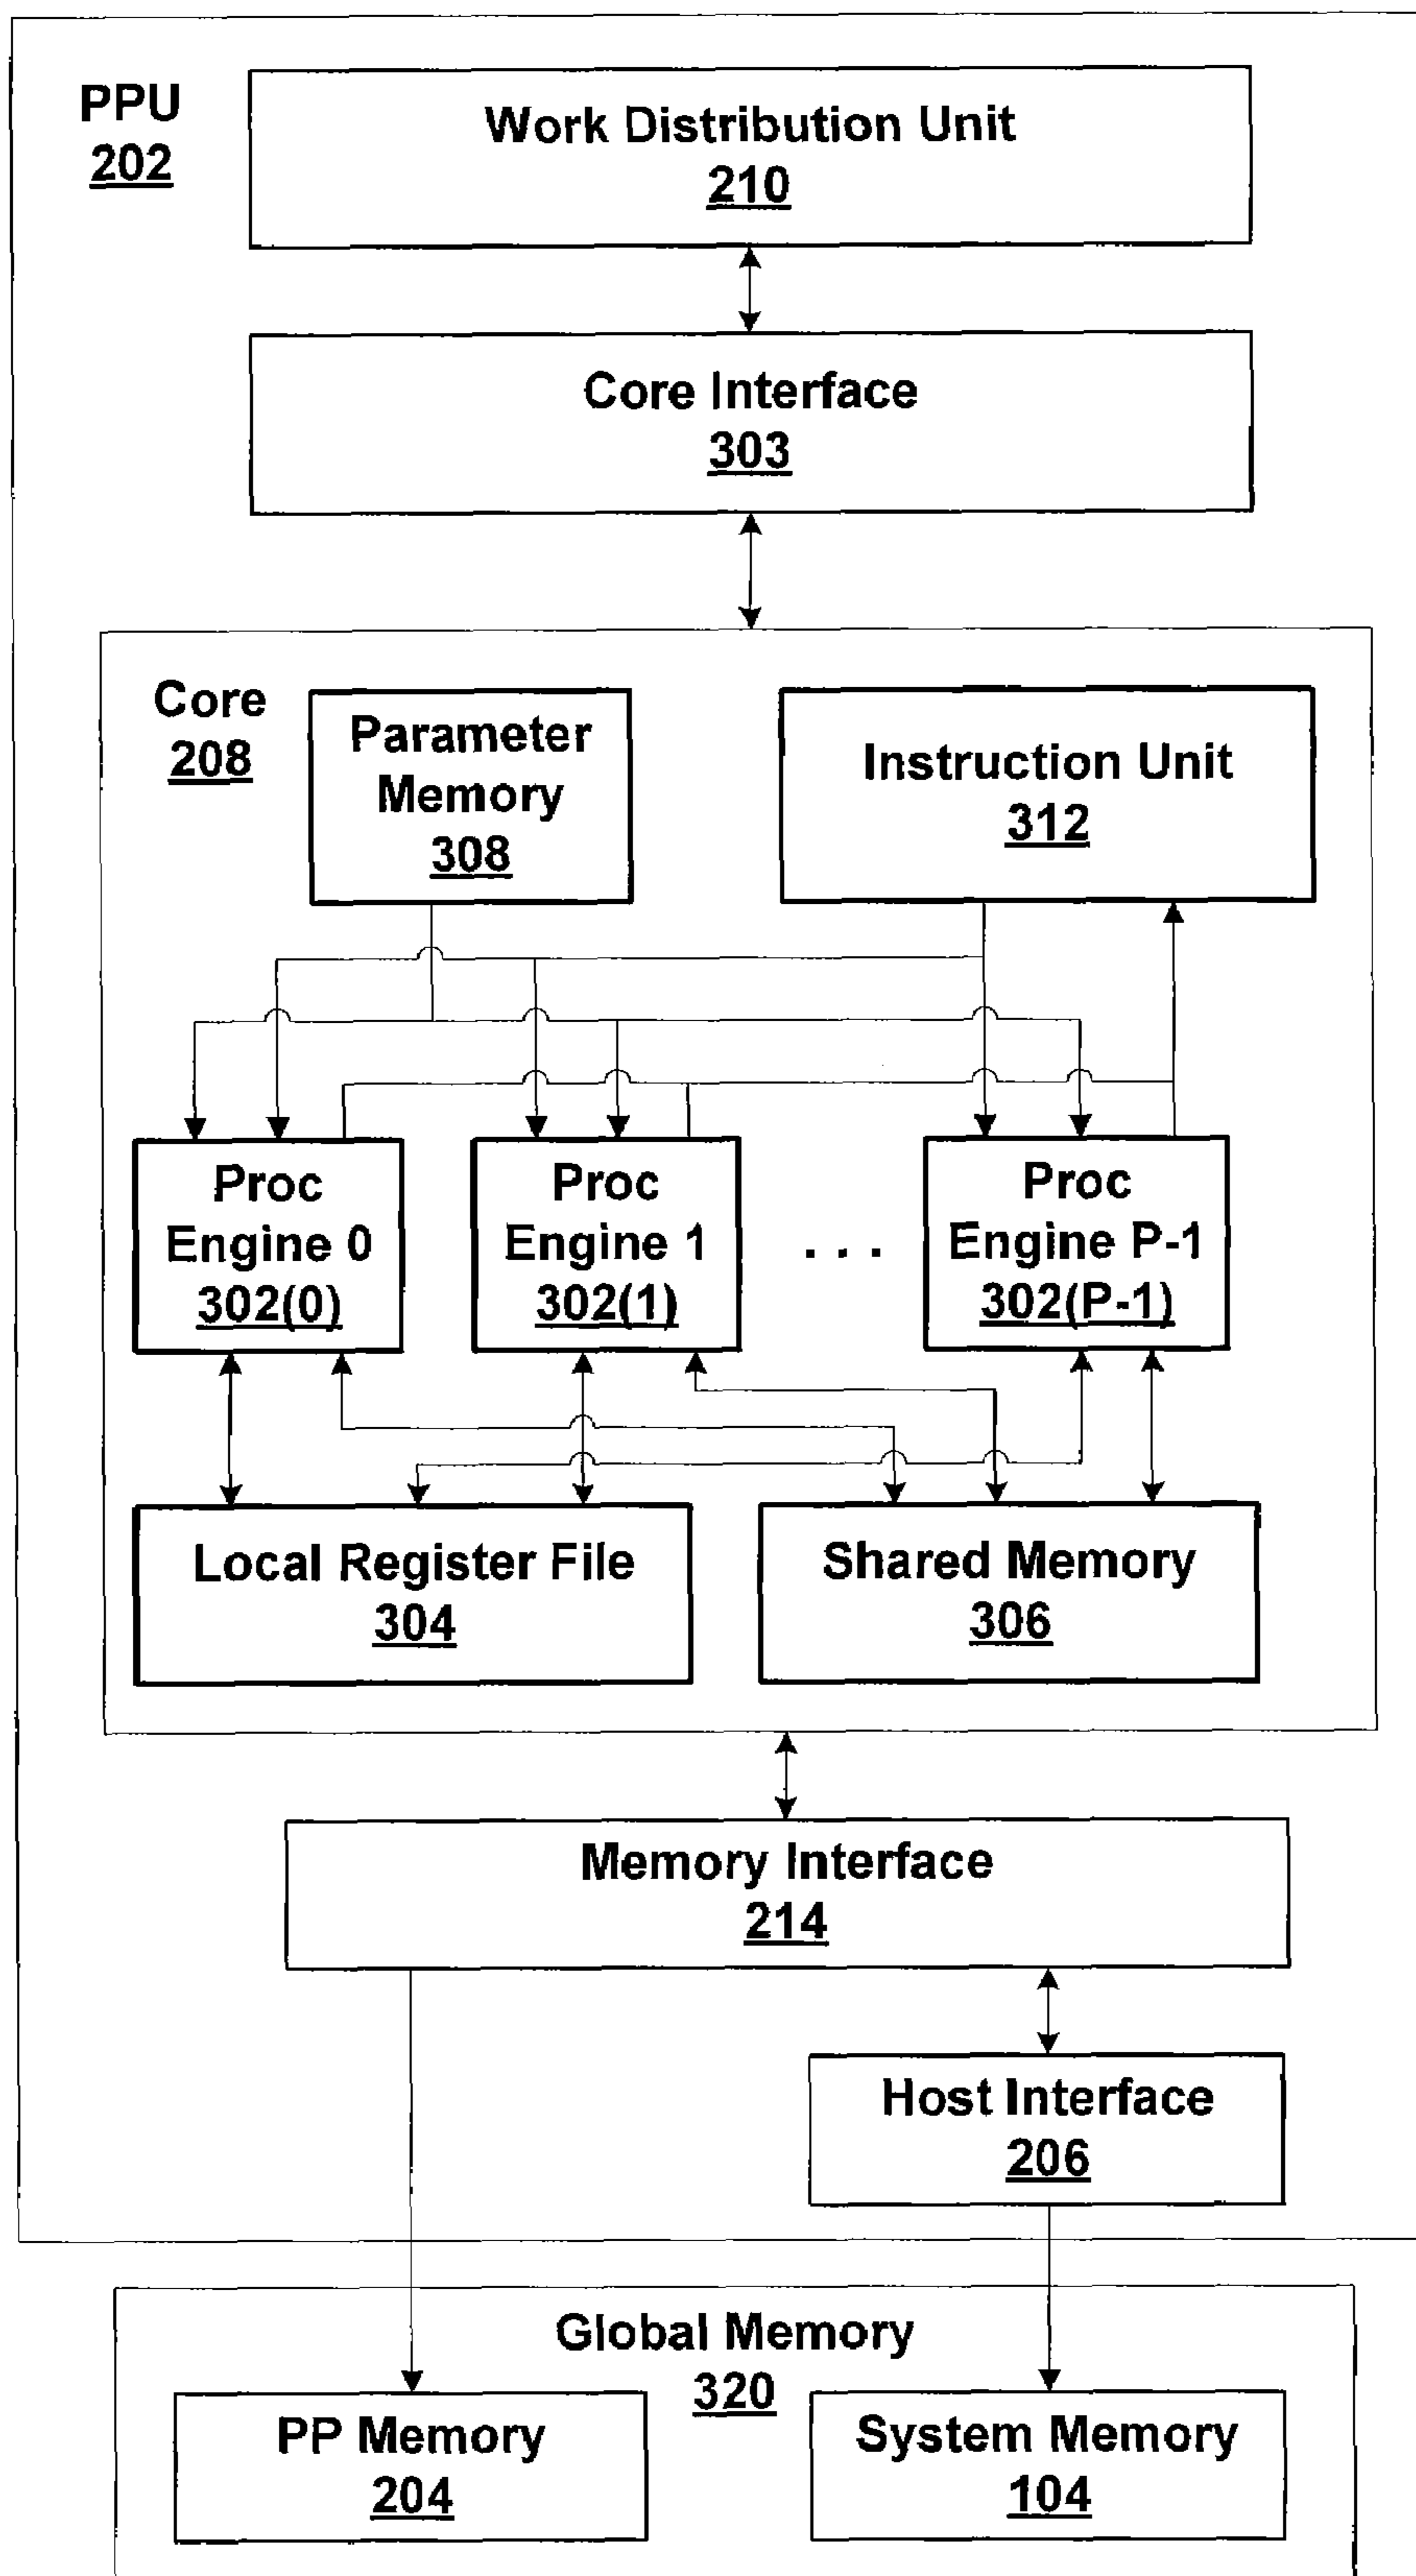 PPU
202
Work Distribution Unit
210
Core Interface
303
Core
208
Parameter
Memory
308
Instruction Unit
312
Proc
Engine 0
302(0)
Proc
Engine 1
302(1)
. . .
Proc
Engine P-1
302(P-1)
Local Register File
304
Shared Memory
306
Memory Interface
214
Host Interface
206
Global Memory
320
PP Memory
204
System Memory
104